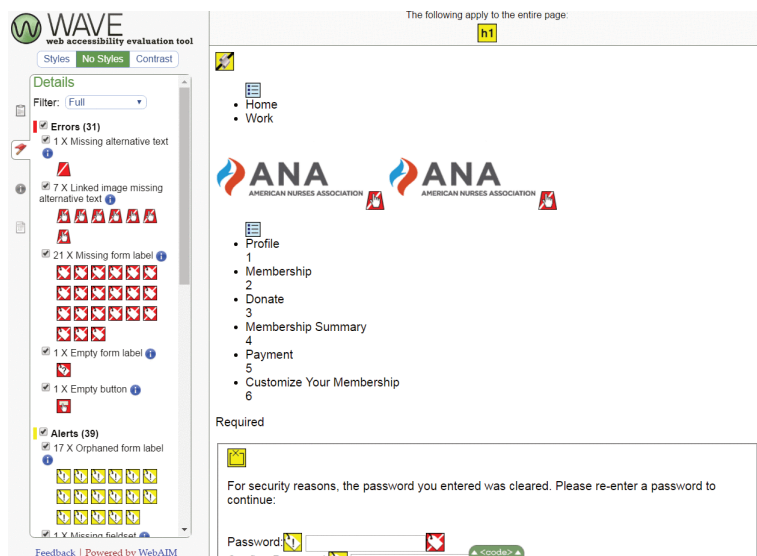 WAVE
web accessibility evaluation tool
Styles No Styles Contrast
Details
Filter: Full
Errors (31)
1 X Missing alternative text
7 X Linked image missing
alternative text
21 X Missing form label
1 X Empty form label
1 X Empty button
Alerts (39)
17 X Orphaned form label
1 X Missing fieldset
Feedback | Powered by WebAIM
The following apply to the entire page:
h1
Home
Work
ANA
AMERICAN NURSES ASSOCIATION
ANA
AMERICAN NURSES ASSOCIATION
Profile
1
Membership
2
Donate
3
Membership Summary
4
Payment
5
Customize Your Membership
6
Required
For security reasons, the password you entered was cleared. Please re-enter a password to
continue:
Password:
<code>